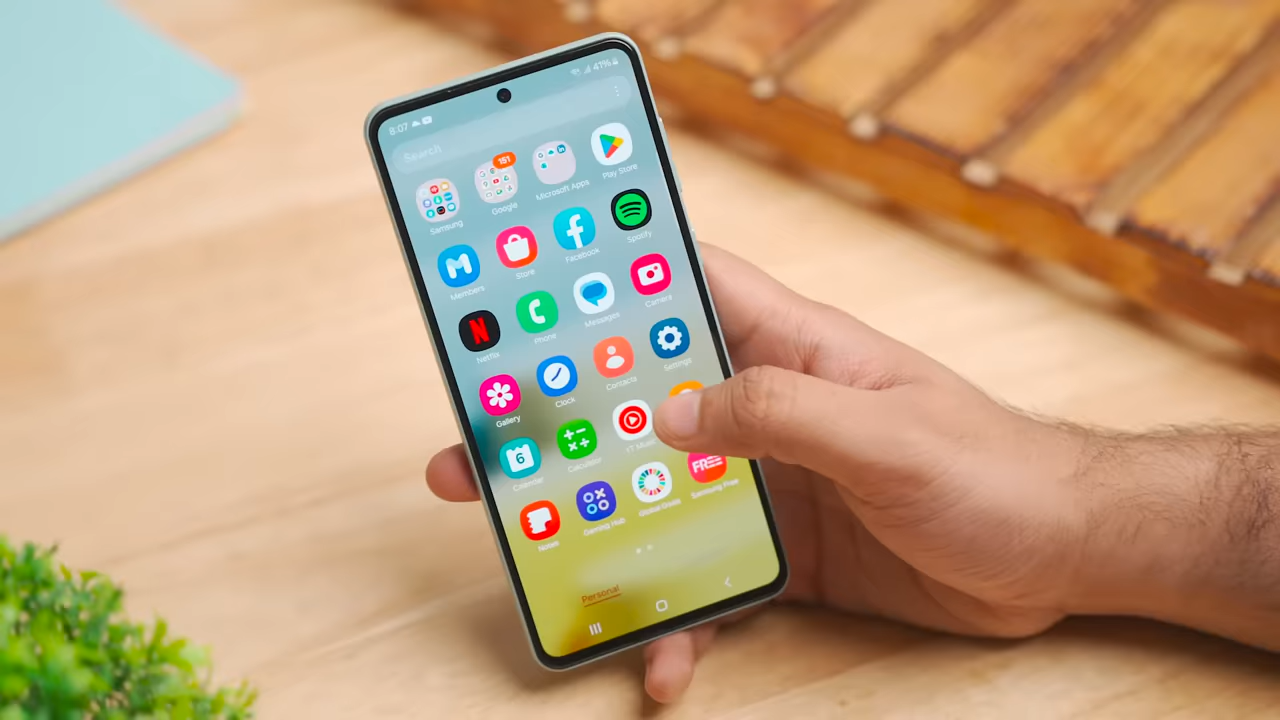 8:07
41%
Search
151
Samsung
Google
Microsoft Apps
Play Store
Members
Store
Facebook
Spotify
N
Netflix
Phone
Messages
Camera
Gallery
Clock
Contacts
Settings
6
Calendar
Calculator
YT Music
Notes
Gaming Hub
Global Goals
FREE
Samsung Free
Personal